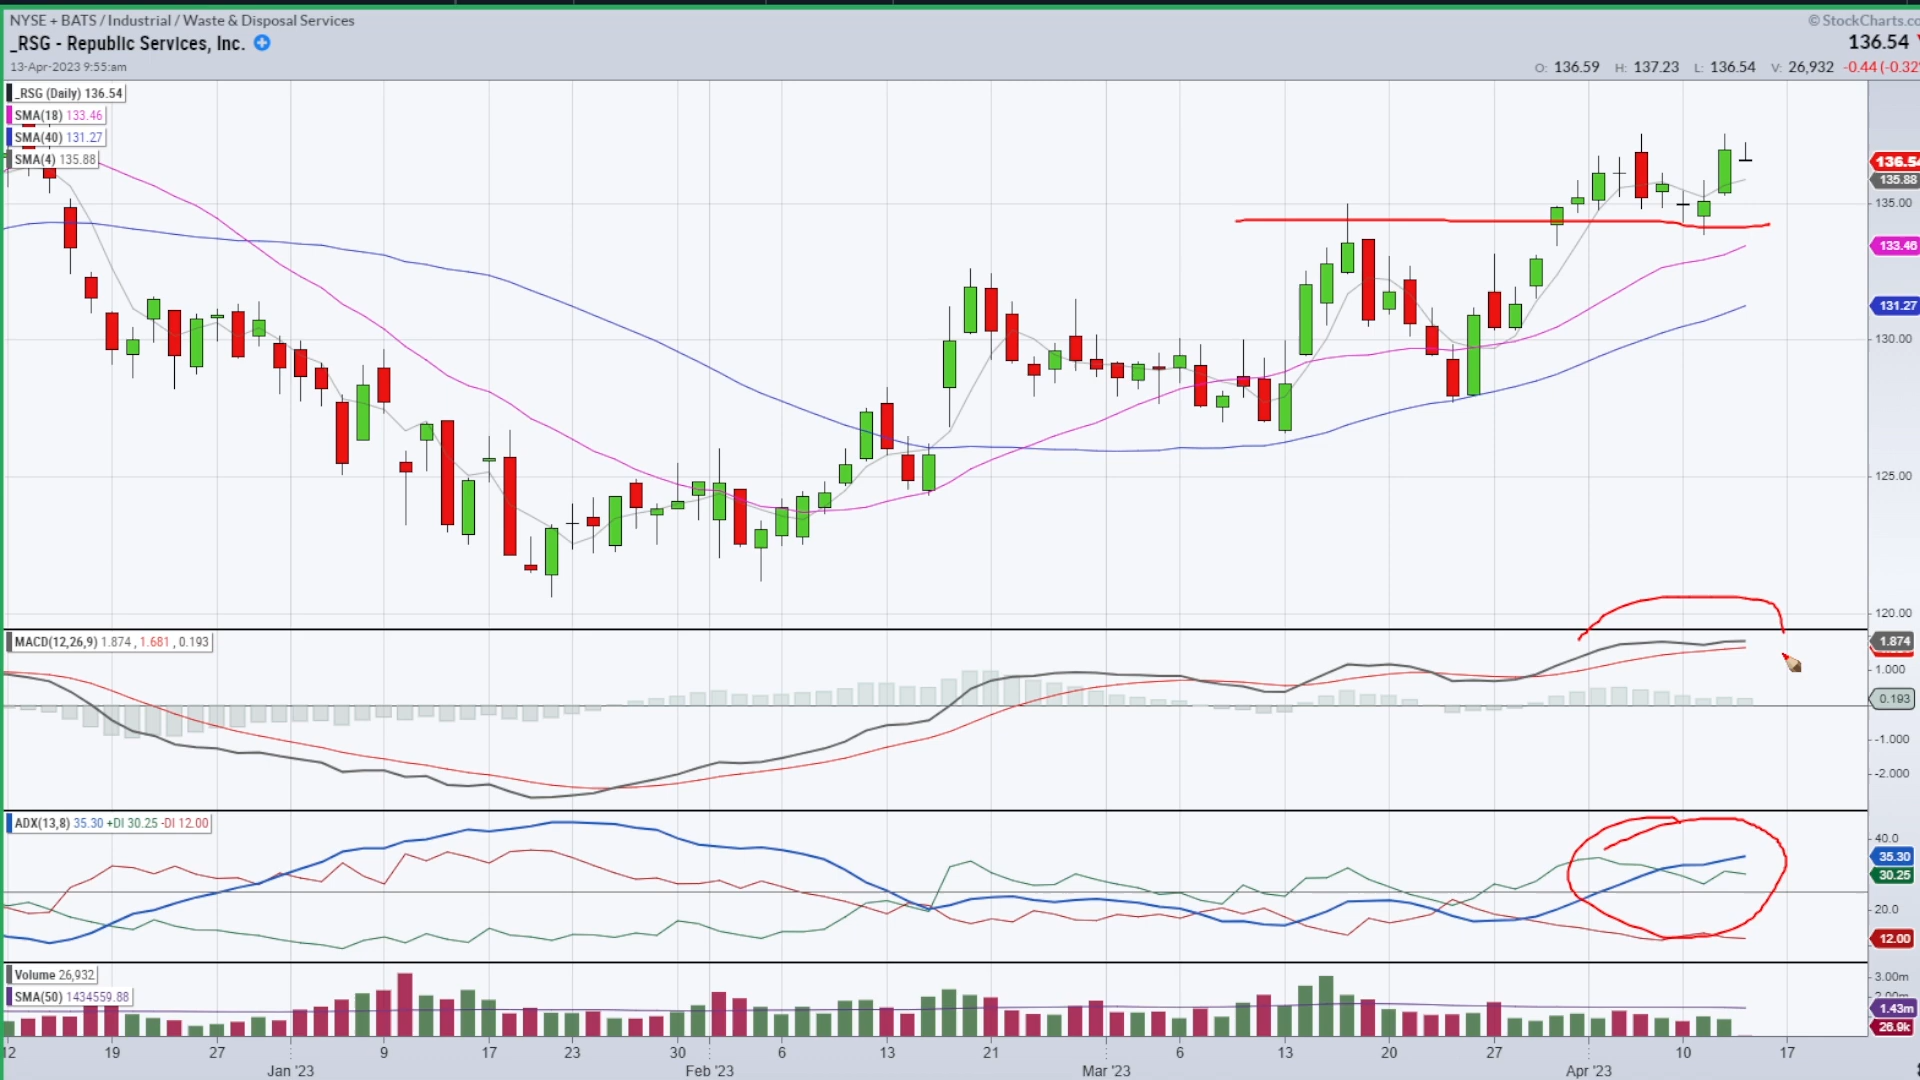 NYSE + BATS / Industrial / Waste & Disposal Services
© StockCharts.co
_RSG - Republic Services, Inc.
136.54
13-Apr-2023 9:55:am
O: 136.59 H: 137.23 L: 136.54 V: 26,932 -0.44 (-0.32
_RSG (Daily) 136.54
SMA(18) 133.46
SMA(40) 131.27
SMA(4) 135.88
136.54
135.88
135.00
133.46
131.27
130.00
125.00
120.00
MACD(12,26,9) 1.874, 1.681, 0.193
1.874
1.000
0.193
-1.000
-2.000
ADX(13,8) 35.30 +DI 30.25 -DI 12.00
40.0
35.30
30.25
20.0
12.00
Volume 26,932
SMA(50) 1434559.88
3.00m
2.00m
1.43m
26.9k
12 19 27 9 17 23 30 6 13 21 6 13 20 27 10 17
Jan '23 Feb '23 Mar '23 Apr '23